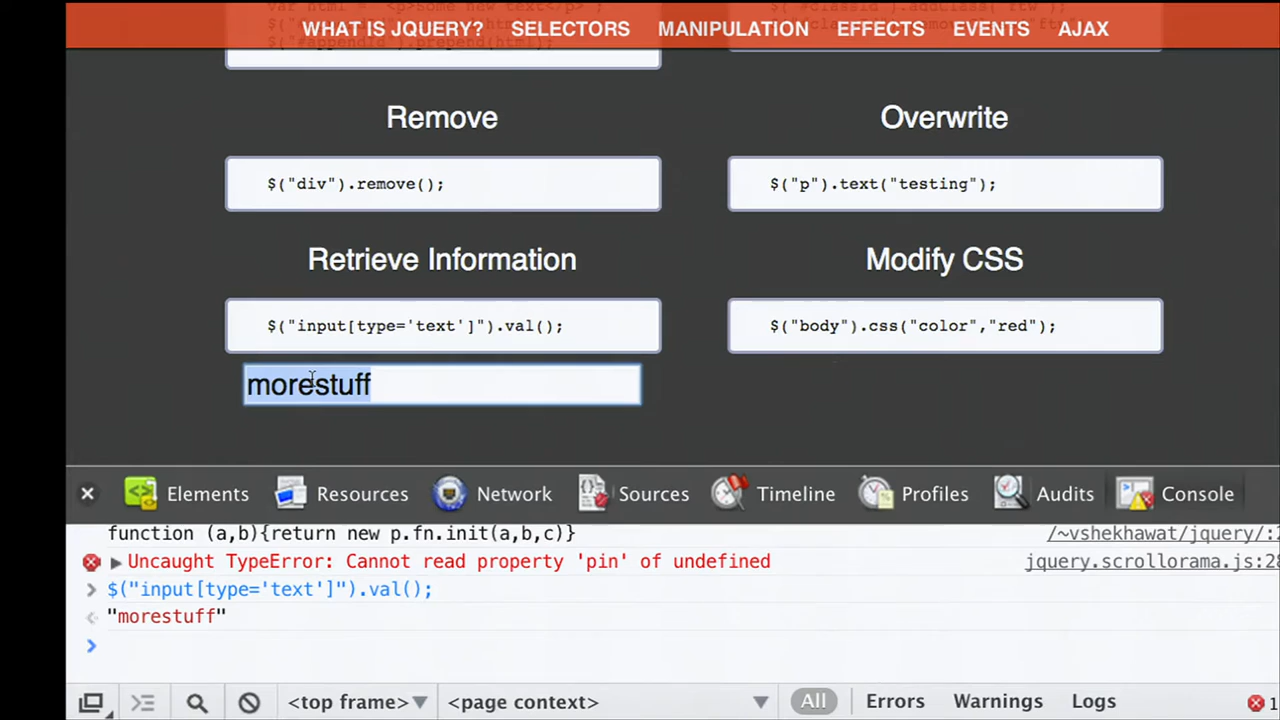 WHAT IS JQUERY? SELECTORS MANIPULATION EFFECTS EVENTS AJAX
Remove
$("div").remove();
Overwrite
$("p").text("testing");
Retrieve Information
$("input[type='text']").val();
morestuff
Modify CSS
$("body").css("color","red");
Elements Resources Network Sources Timeline Profiles Audits Console
function (a,b){return new p.fn.init(a,b,c)} /~vshekhawat/jquery/:2
Uncaught TypeError: Cannot read property 'pin' of undefined jquery.scrollorama.js:28
$("input[type='text']").val();
"morestuff"
<top frame> <page context> All Errors Warnings Logs 1